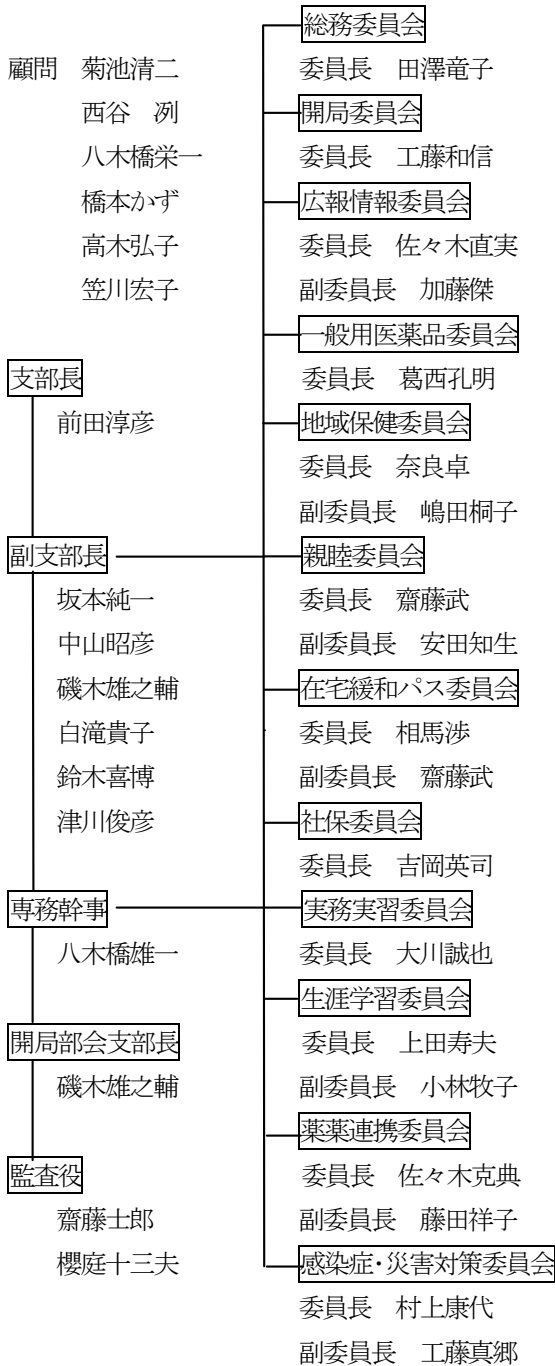 顧問　菊池清二
西谷　冽
八木橋栄一
橋本かず
高木弘子
笠川宏子
支部長
前田淳彦
副支部長
坂本純一
中山昭彦
磯木雄之輔
白滝貴子
鈴木喜博
津川俊彦
専務幹事
八木橋雄一
開局部会支部長
磯木雄之輔
監査役
齋藤士郎
櫻庭十三夫
総務委員会
委員長　田澤竜子
開局委員会
委員長　工藤和信
広報情報委員会
委員長　佐々木直実
副委員長　加藤傑
一般用医薬品委員会
委員長　葛西孔明
地域保健委員会
委員長　奈良卓
副委員長　嶋田桐子
親睦委員会
委員長　齋藤武
副委員長　安田知生
在宅緩和パス委員会
委員長　相馬渉
副委員長　齋藤武
社保委員会
委員長　吉岡英司
実務実習委員会
委員長　大川誠也
生涯学習委員会
委員長　上田寿夫
副委員長　小林牧子
薬薬連携委員会
委員長　佐々木克典
副委員長　藤田祥子
感染症・災害対策委員会
委員長　村上康代
副委員長　工藤真郷